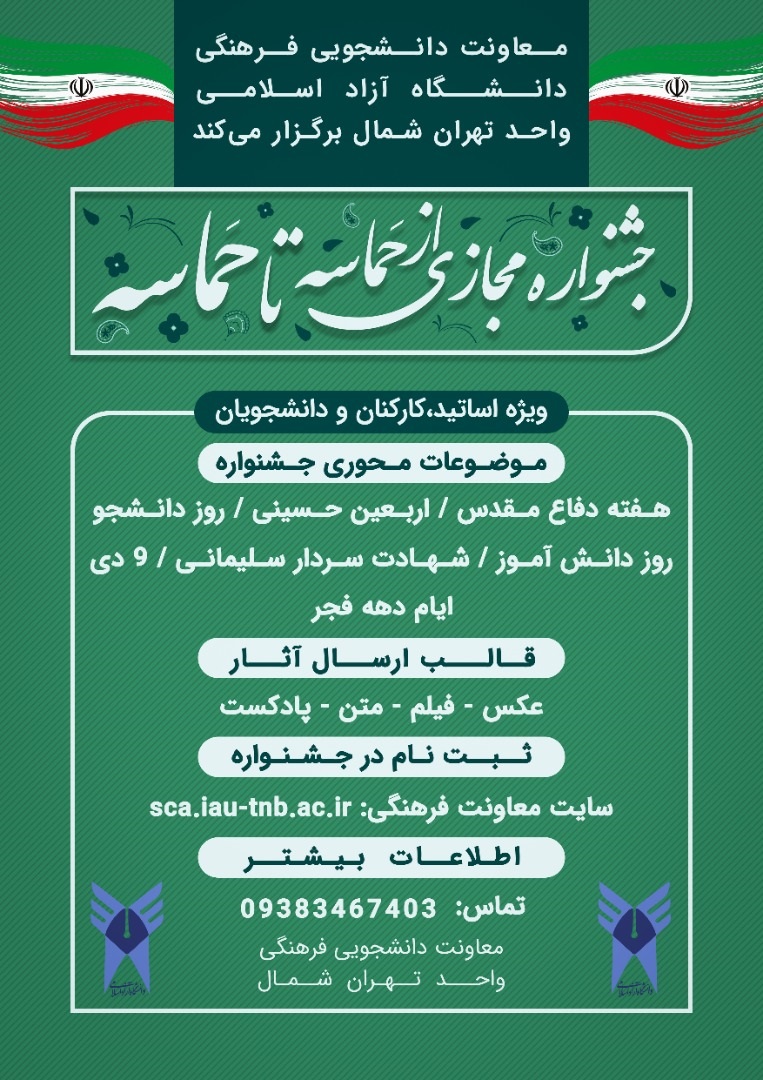 معاونت دانشجویی فرهنگی
دانشگاه آزاد اسلامی
واحد تهران شمال برگزار می‌کند
جشنواره مجازی از حَماسه تا حَماسه
ویژه اساتید،کارکنان و دانشجویان
موضوعات محوری جشنواره
هفته دفاع مقدس / اربعین حسینی / روز دانشجو
روز دانش آموز / شهادت سردار سلیمانی / 9 دی
ایام دهه فجر
قالب ارسال آثار
عکس - فیلم - متن - پادکست
ثبت نام در جشنواره
سایت معاونت فرهنگی: sca.iau-tnb.ac.ir
اطلاعات بیشتر
تماس: 09383467403
معاونت دانشجویی فرهنگی
واحد تهران شمال